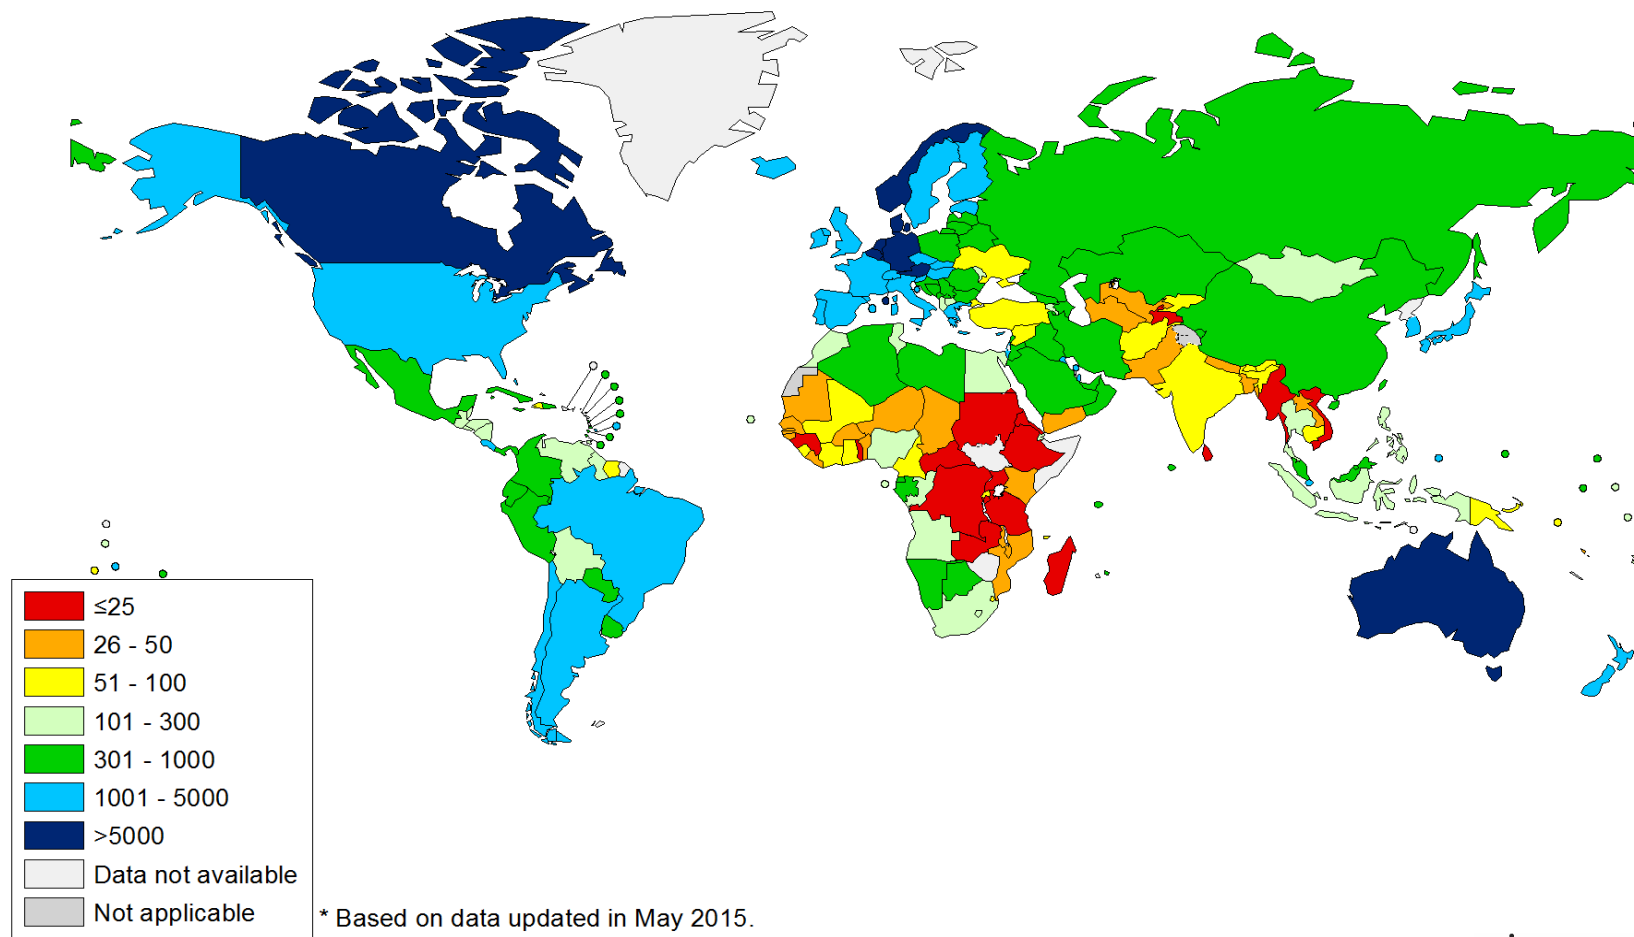 ≤25
26 - 50
51 - 100
101 - 300
301 - 1000
1001 - 5000
>5000
Data not available
Not applicable
* Based on data updated in May 2015.